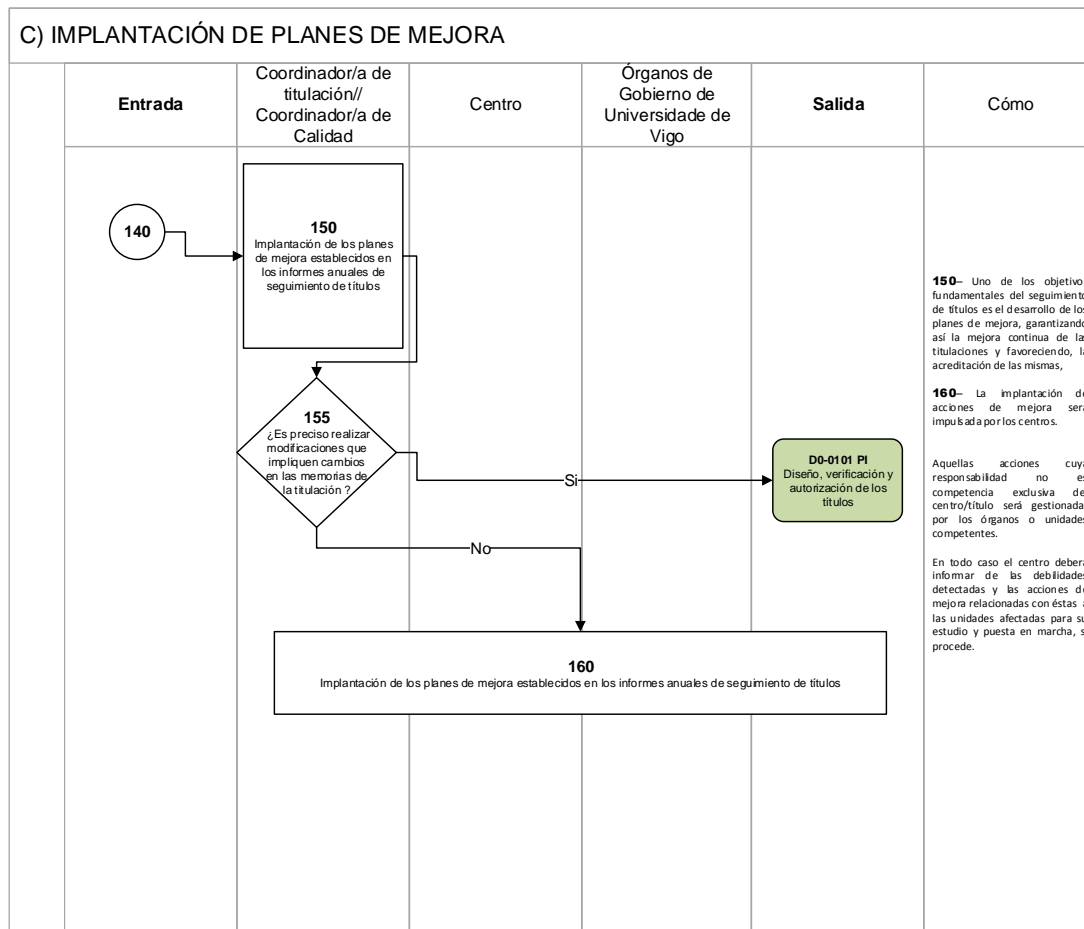 C) IMPLANTACIÓN DE PLANES DE MEJORA
Entrada
Coordinador/a de
titulación//
Coordinador/a de
Calidad
Centro
Órganos de
Gobierno de
Universidade de
Vigo
Salida
Cómo
140
150
Implantación de los planes
de mejora establecidos en
los informes anuales de
seguimiento de títulos
155
¿Es preciso realizar
modificaciones que
impliquen cambios
en las memorias de
la titulación ?
Si
No
D0-0101 PI
Diseño, verificación y
autorización de los
títulos
160
Implantación de los planes de mejora establecidos en los informes anuales de seguimiento de títulos
150– Uno de los objetivo
fundamentales del seguimiento
de títulos es el desarrollo de los
planes de mejora, garantizando
así la mejora continua de las
titulaciones y favoreciendo, la
acreditación de las mismas,
160– La implantación de
acciones de mejora será
impulsada por los centros.
Aquellas acciones cuya
responsabilidad no es
competencia exclusiva de
centro/título será gestionada
por los órganos o unidades
competentes.
En todo caso el centro deberá
informar de las debilidades
detectadas y las acciones de
mejora relacionadas con éstas a
las unidades afectadas para su
estudio y puesta en marcha, s
procede.